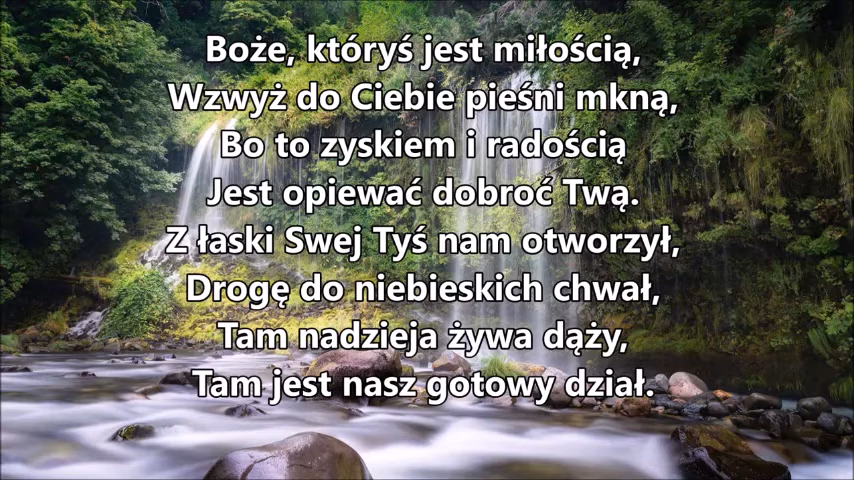 Boże, któryś jest miłością,
Wzwyż do Ciebie pieśni mkną,
Bo to zyskiem i radością
Jest opiewać dobroć Twą.
Z łaski Swej Tyś nam otworzył,
Drogę do niebieskich chwał,
Tam nadzieja żywa dąży,
Tam jest nasz gotowy dział.